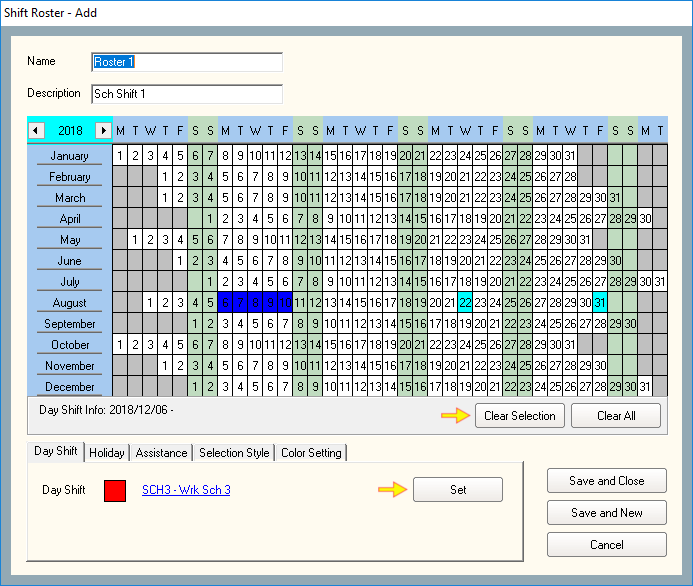 Shift Roster - Add
Name Roster 1
Description Sch Shift 1
2018 M T W T F S S M T W T F S S M T W T F S S M T W T F S S M T W T F S S M T
January 1 2 3 4 5 6 7 8 9 10 11 12 13 14 15 16 17 18 19 20 21 22 23 24 25 26 27 28 29 30 31
February 1 2 3 4 5 6 7 8 9 10 11 12 13 14 15 16 17 18 19 20 21 22 23 24 25 26 27 28
March 1 2 3 4 5 6 7 8 9 10 11 12 13 14 15 16 17 18 19 20 21 22 23 24 25 26 27 28 29 30 31
April 1 2 3 4 5 6 7 8 9 10 11 12 13 14 15 16 17 18 19 20 21 22 23 24 25 26 27 28 29 30
May 1 2 3 4 5 6 7 8 9 10 11 12 13 14 15 16 17 18 19 20 21 22 23 24 25 26 27 28 29 30 31
June 1 2 3 4 5 6 7 8 9 10 11 12 13 14 15 16 17 18 19 20 21 22 23 24 25 26 27 28 29 30
July 1 2 3 4 5 6 7 8 9 10 11 12 13 14 15 16 17 18 19 20 21 22 23 24 25 26 27 28 29 30 31
August 1 2 3 4 5 6 7 8 9 10 11 12 13 14 15 16 17 18 19 20 21 22 23 24 25 26 27 28 29 30 31
September 1 2 3 4 5 6 7 8 9 10 11 12 13 14 15 16 17 18 19 20 21 22 23 24 25 26 27 28 29 30
October 1 2 3 4 5 6 7 8 9 10 11 12 13 14 15 16 17 18 19 20 21 22 23 24 25 26 27 28 29 30 31
November 1 2 3 4 5 6 7 8 9 10 11 12 13 14 15 16 17 18 19 20 21 22 23 24 25 26 27 28 29 30
December 1 2 3 4 5 6 7 8 9 10 11 12 13 14 15 16 17 18 19 20 21 22 23 24 25 26 27 28 29 30 31
Day Shift Info: 2018/12/06 - Clear Selection Clear All
Day Shift Holiday Assistance Selection Style Color Setting
Day Shift SCH3 - Wrk Sch 3 Set
Save and Close
Save and New
Cancel